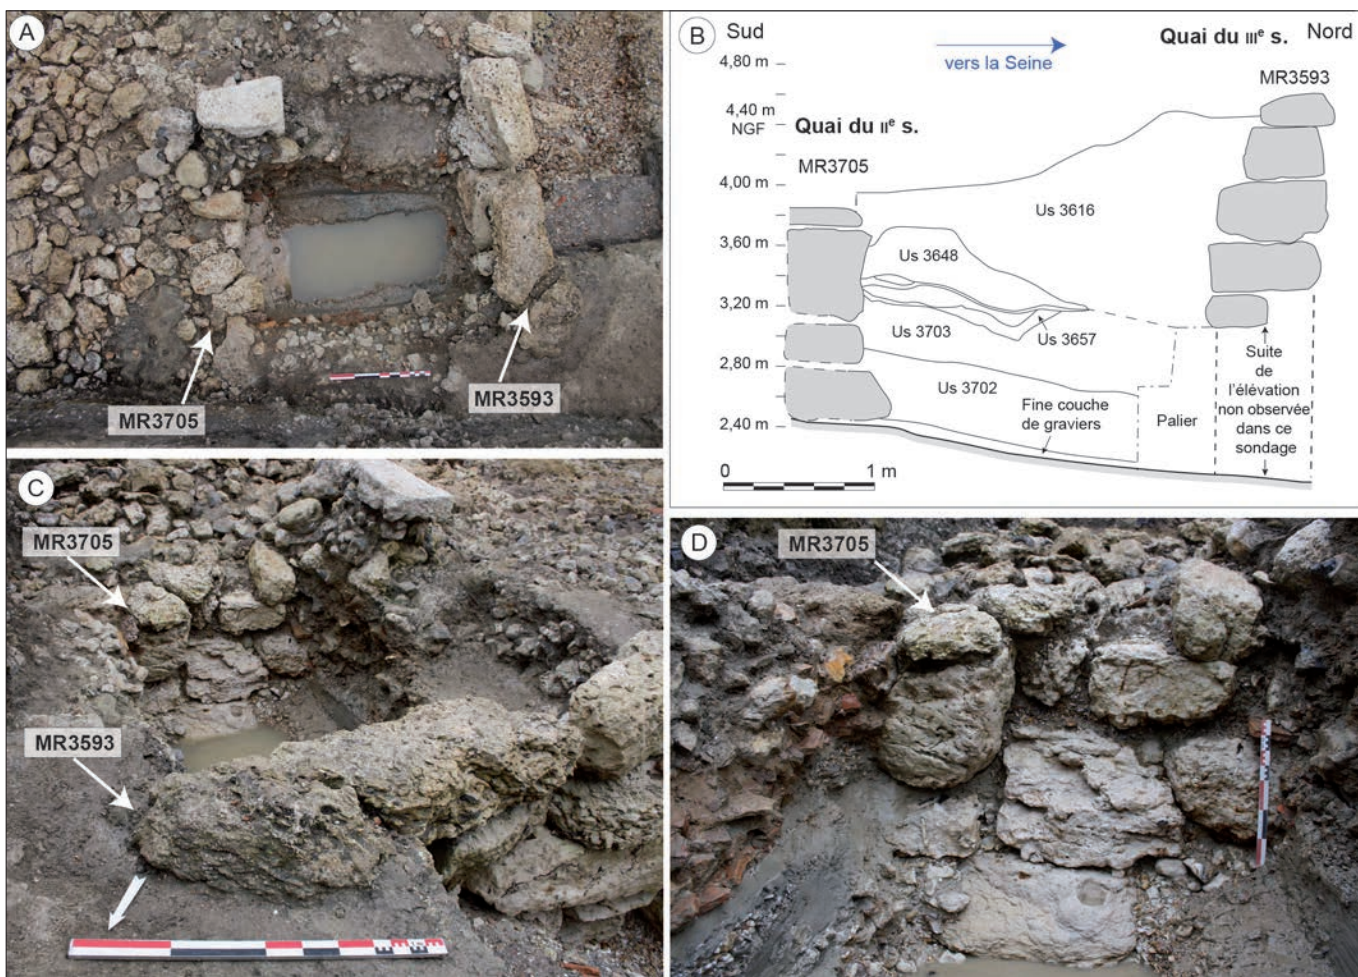 A
MR3705
MR3593
B
Sud
vers la Seine
Quai du IIIe s.
Nord
MR3593
4,80 m
4,40 m
NGF
Quai du IIe s.
MR3705
4,00 m
3,60 m
3,20 m
2,80 m
2,40 m
Us 3616
Us 3648
Us 3703
Us 3657
Us 3702
Fine couche
de graviers
Palier
Suite
de
l'élévation
non observée
dans ce
sondage
0
1 m
C
MR3705
MR3593
D
MR3705